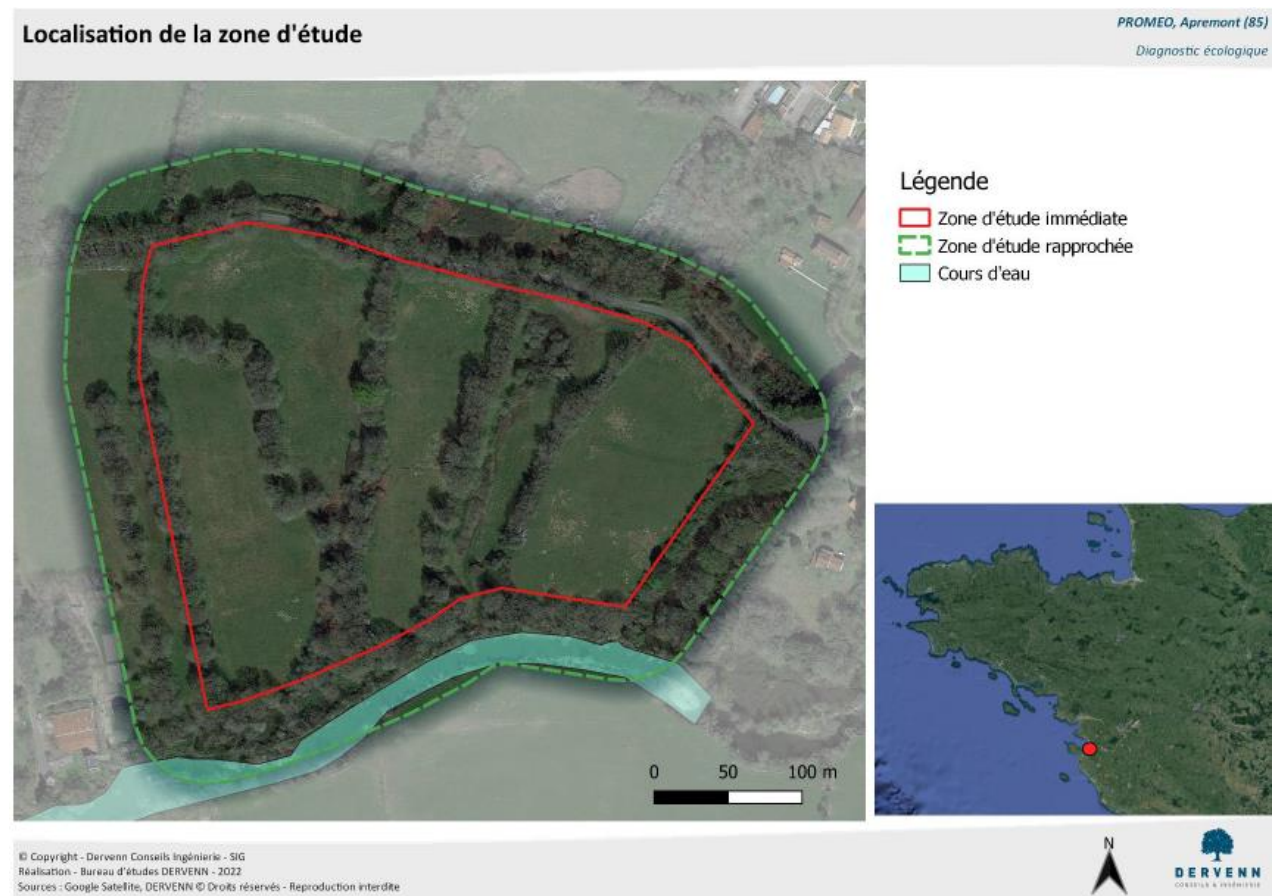 Localisation de la zone d'étude
PROMEO, Apremont (85)
Diagnostic écologique
Légende
Zone d'étude immédiate
Zone d'étude rapprochée
Cours d'eau
0 50 100 m
© Copyright - Dervenn Conseils Ingénierie - SIG
Réalisation - Bureau d'études DERVENN - 2022
Sources : Google Satellite, DERVENN © Droits réservés - Reproduction interdite
N
DERVENN
CONSEILS & INGÉNIERIE